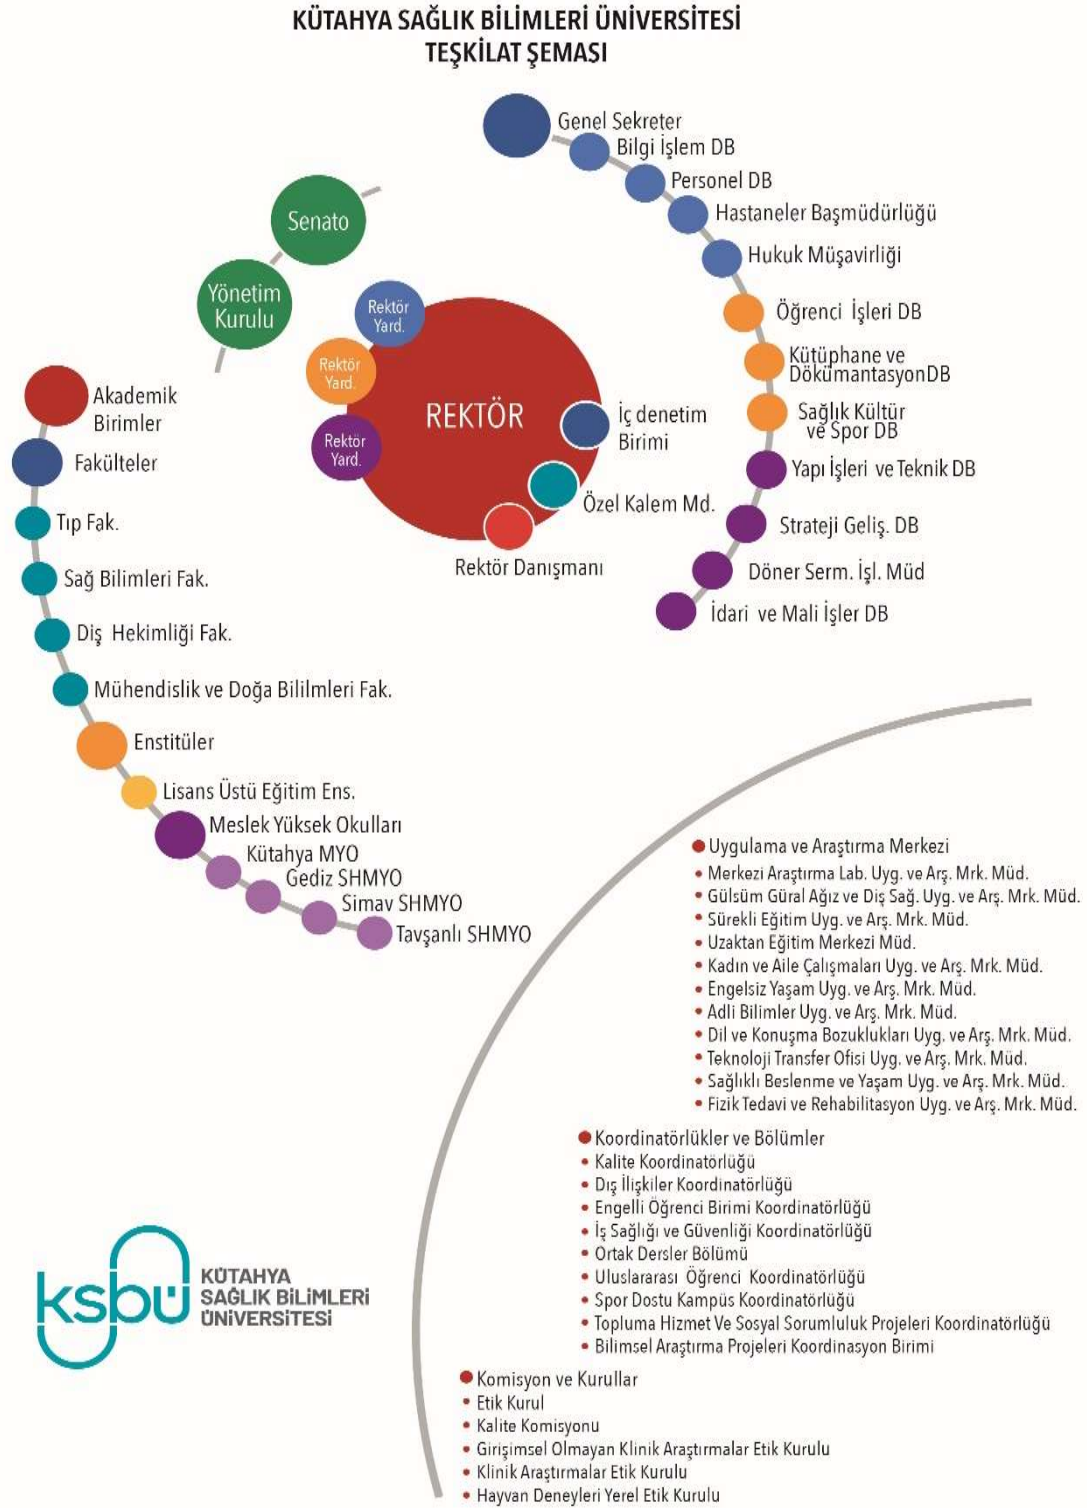 KÜTAHYA SAĞLIK BİLİMLERİ ÜNİVERSİTESİ
TEŞKİLAT ŞEMASI
Genel Sekreter
Bilgi İşlem DB
Personel DB
Hastaneler Başmüdürlüğü
Hukuk Müşavirliği
Öğrenci İşleri DB
Kütüphane ve
DökümantasyonDB
Sağlık Kültür
ve Spor DB
Yapı İşleri ve Teknik DB
Strateji Geliş. DB
Döner Serm. İşl. Müd
İdari ve Mali İşler DB
Senato
Yönetim
Kurulu
Rektör
Yard.
Rektör
Yard.
Rektör
Yard.
REKTÖR
İç denetim
Birimi
Özel Kalem Md.
Rektör Danışmanı
Akademik
Birimler
Fakülteler
Tıp Fak.
Sağ Bilimleri Fak.
Diş Hekimliği Fak.
Mühendislik ve Doğa Bililmleri Fak.
Enstitüler
Lisans Üstü Eğitim Ens.
Meslek Yüksek Okulları
Kütahya MYO
Gediz SHMYO
Simav SHMYO
Tavşanlı SHMYO
Uygulama ve Araştırma Merkezi
• Merkezi Araştırma Lab. Uyg. ve Arş. Mrk. Müd.
• Gülsüm Güral Ağız ve Diş Sağ. Uyg. ve Arş. Mrk. Müd.
• Sürekli Eğitim Uyg. ve Arş. Mrk. Müd.
• Uzaktan Eğitim Merkezi Müd.
• Kadın ve Aile Çalışmaları Uyg. ve Arş. Mrk. Müd.
• Engelsiz Yaşam Uyg. ve Arş. Mrk. Müd.
• Adli Bilimler Uyg. ve Arş. Mrk. Müd.
• Dil ve Konuşma Bozuklukları Uyg. ve Arş. Mrk. Müd.
• Teknoloji Transfer Ofisi Uyg. ve Arş. Mrk. Müd.
• Sağlıklı Beslenme ve Yaşam Uyg. ve Arş. Mrk. Müd.
• Fizik Tedavi ve Rehabilitasyon Uyg. ve Arş. Mrk. Müd.
Koordinatörlükler ve Bölümler
• Kalite Koordinatörlüğü
• Dış İlişkiler Koordinatörlüğü
• Engelli Öğrenci Birimi Koordinatörlüğü
• İş Sağlığı ve Güvenliği Koordinatörlüğü
• Ortak Dersler Bölümü
• Uluslararası Öğrenci Koordinatörlüğü
• Spor Dostu Kampüs Koordinatörlüğü
• Topluma Hizmet Ve Sosyal Sorumluluk Projeleri Koordinatörlüğü
• Bilimsel Araştırma Projeleri Koordinasyon Birimi
Komisyon ve Kurullar
• Etik Kurul
• Kalite Komisyonu
• Girişimsel Olmayan Klinik Araştırmalar Etik Kurulu
• Klinik Araştırmalar Etik Kurulu
• Hayvan Deneyleri Yerel Etik Kurulu
ksbü
KÜTAHYA
SAĞLIK BİLİMLERİ
ÜNİVERSİTESİ